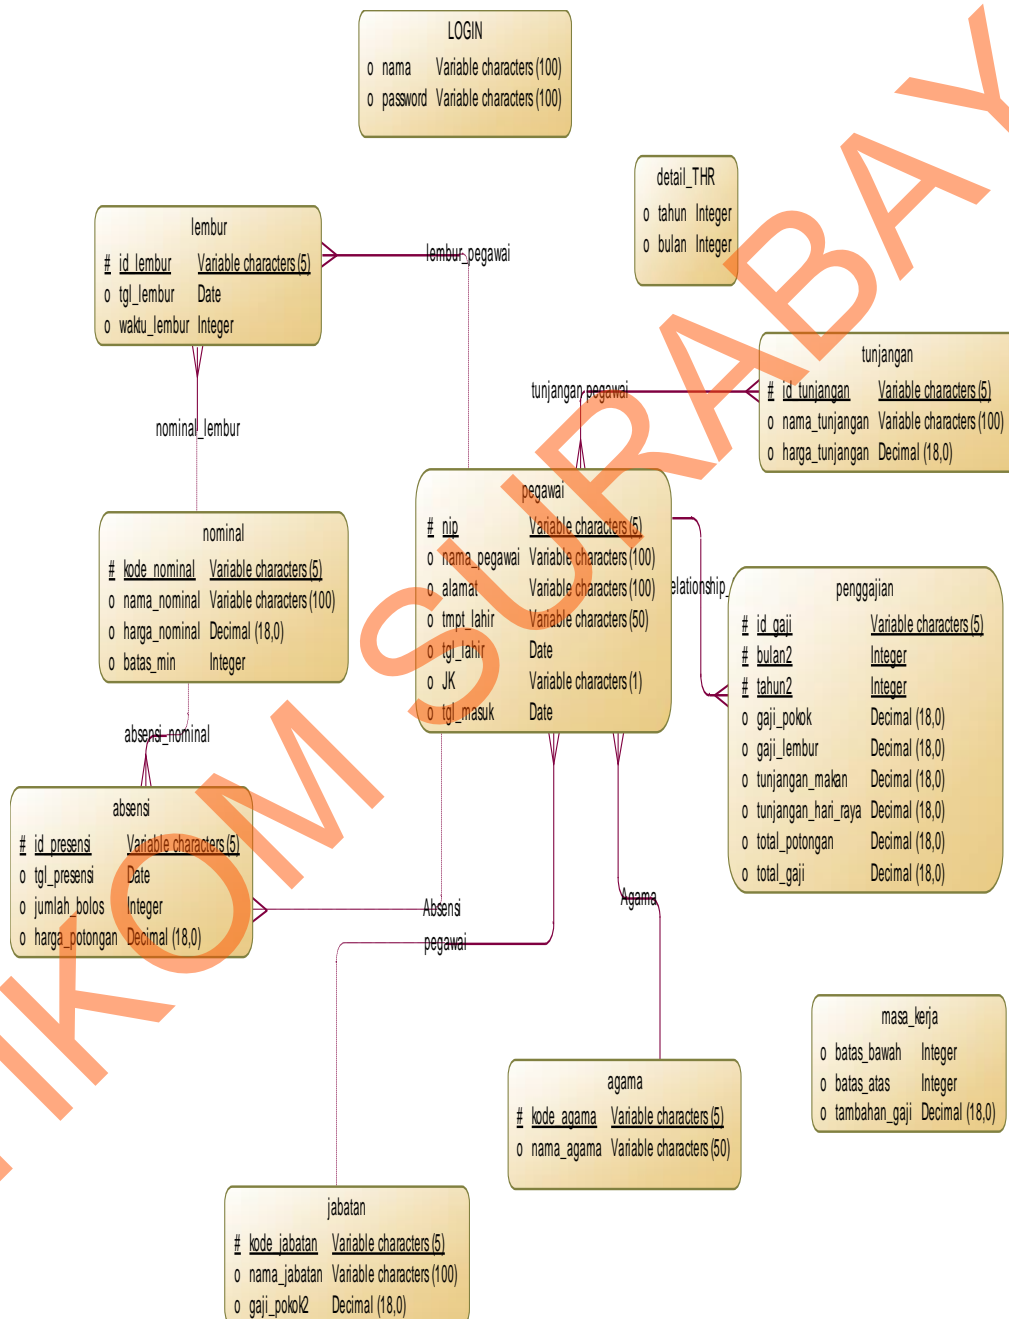 LOGIN
o nama Variable characters (100)
o password Variable characters (100)
detail_THR
o tahun Integer
o bulan Integer
lembur
# id_lembur Variable characters (5)
o tgl_lembur Date
o waktu_lembur Integer
lembur_pegawai
tunjangan
# id_tunjangan Variable characters (5)
o nama_tunjangan Variable characters (100)
o harga_tunjangan Decimal (18,0)
tunjangan_pegawai
nominal_lembur
pegawai
# nip Variable characters (5)
o nama_pegawai Variable characters (100)
o alamat Variable characters (100)
o tmpt_lahir Variable characters (50)
o tgl_lahir Date
o JK Variable characters (1)
o tgl_masuk Date
nominal
# kode_nominal Variable characters (5)
o nama_nominal Variable characters (100)
o harga_nominal Decimal (18,0)
o batas_min Integer
elationship_
penggajian
# id_gaji Variable characters (5)
# bulan2 Integer
# tahun2 Integer
o gaji_pokok Decimal (18,0)
o gaji_lembur Decimal (18,0)
o tunjangan_makan Decimal (18,0)
o tunjangan_hari_raya Decimal (18,0)
o total_potongan Decimal (18,0)
o total_gaji Decimal (18,0)
absensi_nominal
absensi
# id_presensi Variable characters (5)
o tgl_presensi Date
o jumlah_bolos Integer
o harga_potongan Decimal (18,0)
Absensi
pegawai
Agama
masa_kerja
o batas_bawah Integer
o batas_atas Integer
o tambahan_gaji Decimal (18,0)
agama
# kode_agama Variable characters (5)
o nama_agama Variable characters (50)
jabatan
# kode_jabatan Variable characters (5)
o nama_jabatan Variable characters (100)
o gaji_pokok2 Decimal (18,0)
IKOM SURABAY